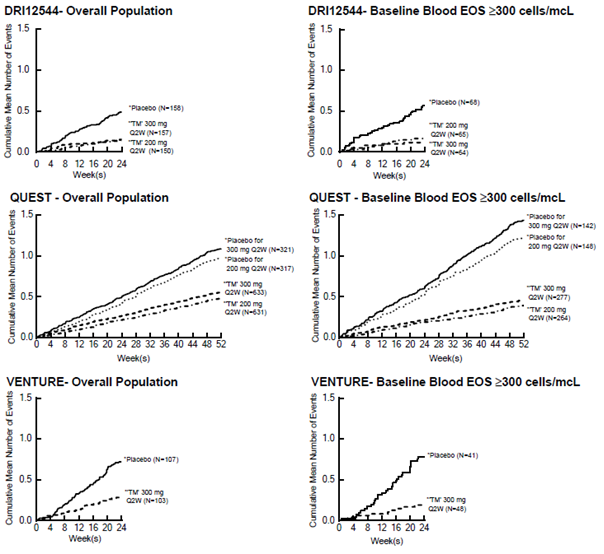 DRI12544- Overall Population
Cumulative Mean Number of Events
1.5
1.0
0.5
0.0
*Placebo (N=158)
*'TM' 300 mg
Q2W (N=157)
*'TM' 200 mg
Q2W (N=150)
0 4 8 12 16 20 24
Week(s)
DRI12544- Baseline Blood EOS ≥300 cells/mcL
Cumulative Mean Number of Events
1.5
1.0
0.5
0.0
*Placebo (N=68)
*'TM' 200 mg
Q2W (N=65)
*'TM' 300 mg
Q2W (N=64)
0 4 8 12 16 20 24
Week(s)
QUEST - Overall Population
Cumulative Mean Number of Events
1.5
1.0
0.5
0.0
*Placebo for
300 mg Q2W (N=321)
*Placebo for
200 mg Q2W (N=317)
*'TM' 300 mg
Q2W (N=633)
*'TM' 200 mg
Q2W (N=631)
0 4 8 12 16 20 24 28 32 36 40 44 48 52
Week(s)
QUEST - Baseline Blood EOS ≥300 cells/mcL
Cumulative Mean Number of Events
1.5
1.0
0.5
0.0
*Placebo for
300 mg Q2W (N=142)
*Placebo for
200 mg Q2W (N=148)
*'TM' 300 mg
Q2W (N=277)
*'TM' 200 mg
Q2W (N=264)
0 4 8 12 16 20 24 28 32 36 40 44 48 52
Week(s)
VENTURE- Overall Population
Cumulative Mean Number of Events
1.5
1.0
0.5
0.0
*Placebo (N=107)
*'TM' 300 mg
Q2W (N=103)
0 4 8 12 16 20 24
Week(s)
VENTURE- Baseline Blood EOS ≥300 cells/mcL
Cumulative Mean Number of Events
1.5
1.0
0.5
0.0
*Placebo (N=41)
*'TM' 300 mg
Q2W (N=48)
0 4 8 12 16 20 24
Week(s)